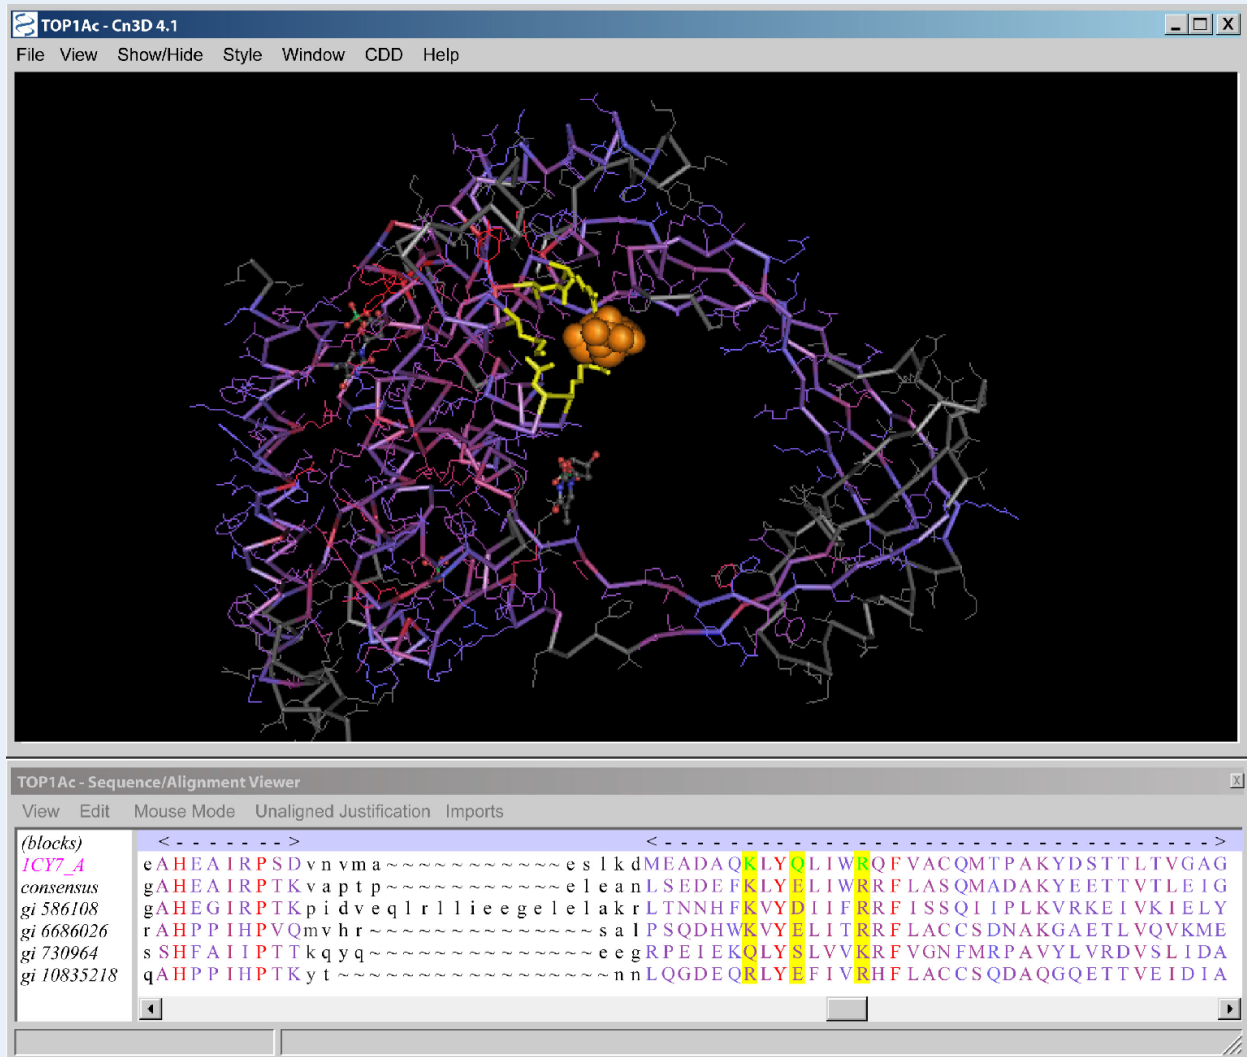 TOP1Ac - Cn3D 4.1
File View Show/Hide Style Window CDD Help
TOP1Ac - Sequence/Alignment Viewer
View Edit Mouse Mode Unaligned Justification Imports
(blocks) < - - - - - - - > < - - - - - - - - - - - - - - - - - - - - - - - - - - - - - - - - - - - >
1CY7_A eAHEAIRPSDvnvma~~~~~~~~~~~eslkdMEADAQKLYQLIWRQFVACQMTPAKYDSTTLTVGAG
consensus gAHEAIRPTKvaptp~~~~~~~~~~~eleanLSEDEFKLYELIWRRFLASQMADAKYEETTVTLEIG
gi 586108 gAHEGIRPTKpidveqlrllieegelelakrLTNNHFKVYDIIFRRFISSQIIPLKVRKEIVKIELY
gi 6686026 rAHPPIHPVQmvhr~~~~~~~~~~~~~~salPSQDHWKVYELITRRFLACCSDNAKGAETLVQVKME
gi 730964 sSHFAIIPTTkqyq~~~~~~~~~~~~~~eegRPEIEKQLYSLVVKRFVGNFMRPAVYLVRDVSLIDA
gi 10835218 qAHPPIHPTKyt~~~~~~~~~~~~~~~~~nnLQGDEQRLYEFIVRHFLACCSQDAQGQETTVEIDIA